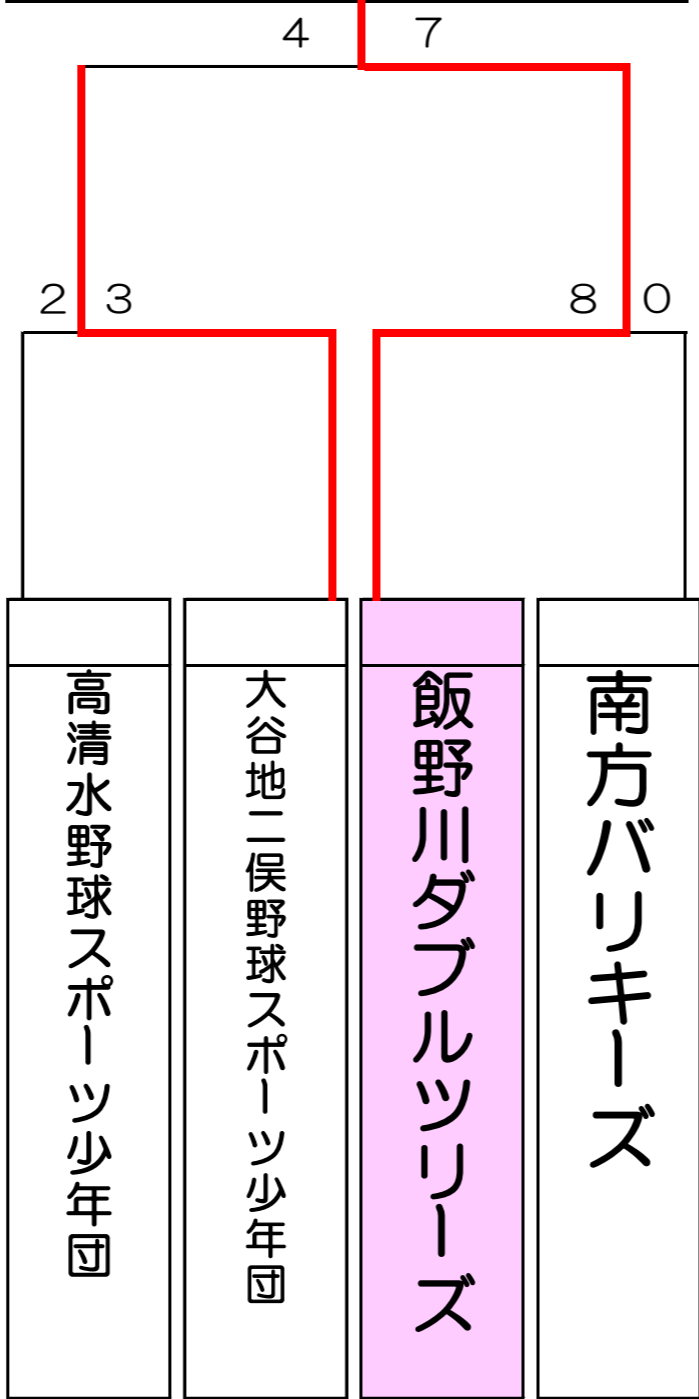 ４ ７
２ ３ ８ ０
高清水野球スポーツ少年団
大谷地二俣野球スポーツ少年団
飯野川ダブルツリーズ
南方バリキーズ